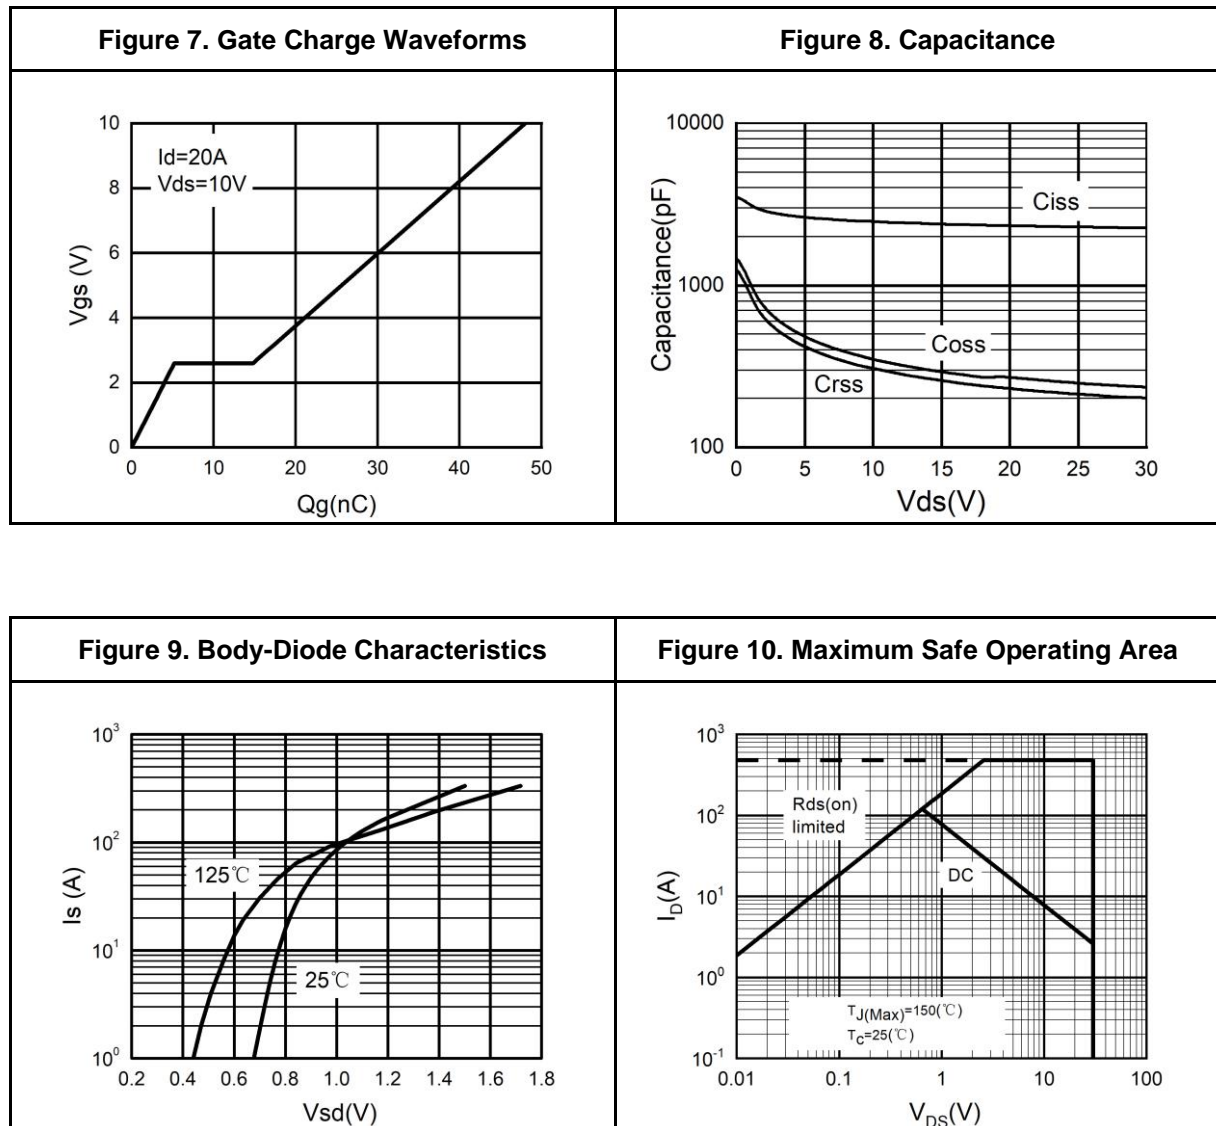 Figure 7. Gate Charge Waveforms
Figure 8. Capacitance
10
8
6
4
2
0
Id=20A
Vds=10V
Vgs (V)
0 10 20 30 40 50
Qg(nC)
10000
1000
100
Capacitance(pF)
Ciss
Coss
Crss
0 5 10 15 20 25 30
Vds(V)
Figure 9. Body-Diode Characteristics
Figure 10. Maximum Safe Operating Area
10³
10²
10¹
10⁰
Is (A)
125℃
25℃
0.2 0.4 0.6 0.8 1.0 1.2 1.4 1.6 1.8
Vsd(V)
10³
10²
10¹
10⁰
10⁻¹
I_D(A)
Rds(on)
limited
DC
T_J(Max)=150(℃)
T_C=25(℃)
0.01 0.1 1 10 100
V_DS(V)